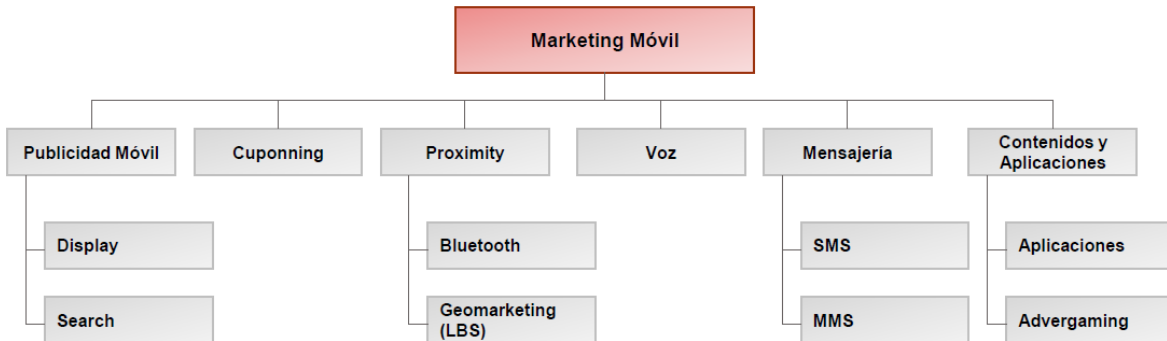 Marketing Móvil
Publicidad Móvil
Cuponning
Proximity
Voz
Mensajería
Contenidos y
Aplicaciones
Display
Bluetooth
SMS
Aplicaciones
Search
Geomarketing
(LBS)
MMS
Advergaming